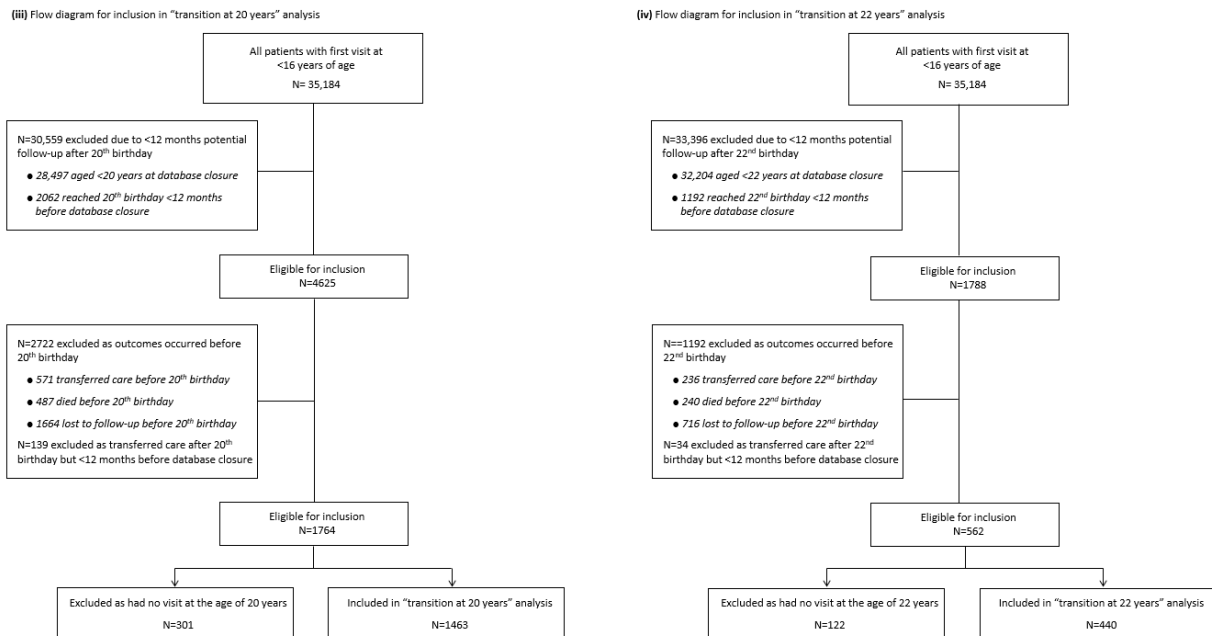 (iii) Flow diagram for inclusion in “transition at 20 years” analysis
All patients with first visit at
<16 years of age
N= 35,184
N=30,559 excluded due to <12 months potential
follow-up after 20th birthday
● 28,497 aged <20 years at database closure
● 2062 reached 20th birthday <12 months
before database closure
Eligible for inclusion
N=4625
N=2722 excluded as outcomes occurred before
20th birthday
● 571 transferred care before 20th birthday
● 487 died before 20th birthday
● 1664 lost to follow-up before 20th birthday
N=139 excluded as transferred care after 20th
birthday but <12 months before database closure
Eligible for inclusion
N=1764
Excluded as had no visit at the age of 20 years
N=301
Included in “transition at 20 years” analysis
N=1463
(iv) Flow diagram for inclusion in “transition at 22 years” analysis
All patients with first visit at
<16 years of age
N= 35,184
N=33,396 excluded due to <12 months potential
follow-up after 22nd birthday
● 32,204 aged <22 years at database closure
● 1192 reached 22nd birthday <12 months
before database closure
Eligible for inclusion
N=1788
N==1192 excluded as outcomes occurred before
22nd birthday
● 236 transferred care before 22nd birthday
● 240 died before 22nd birthday
● 716 lost to follow-up before 22nd birthday
N=34 excluded as transferred care after 22nd
birthday but <12 months before database closure
Eligible for inclusion
N=562
Excluded as had no visit at the age of 22 years
N=122
Included in “transition at 22 years” analysis
N=440